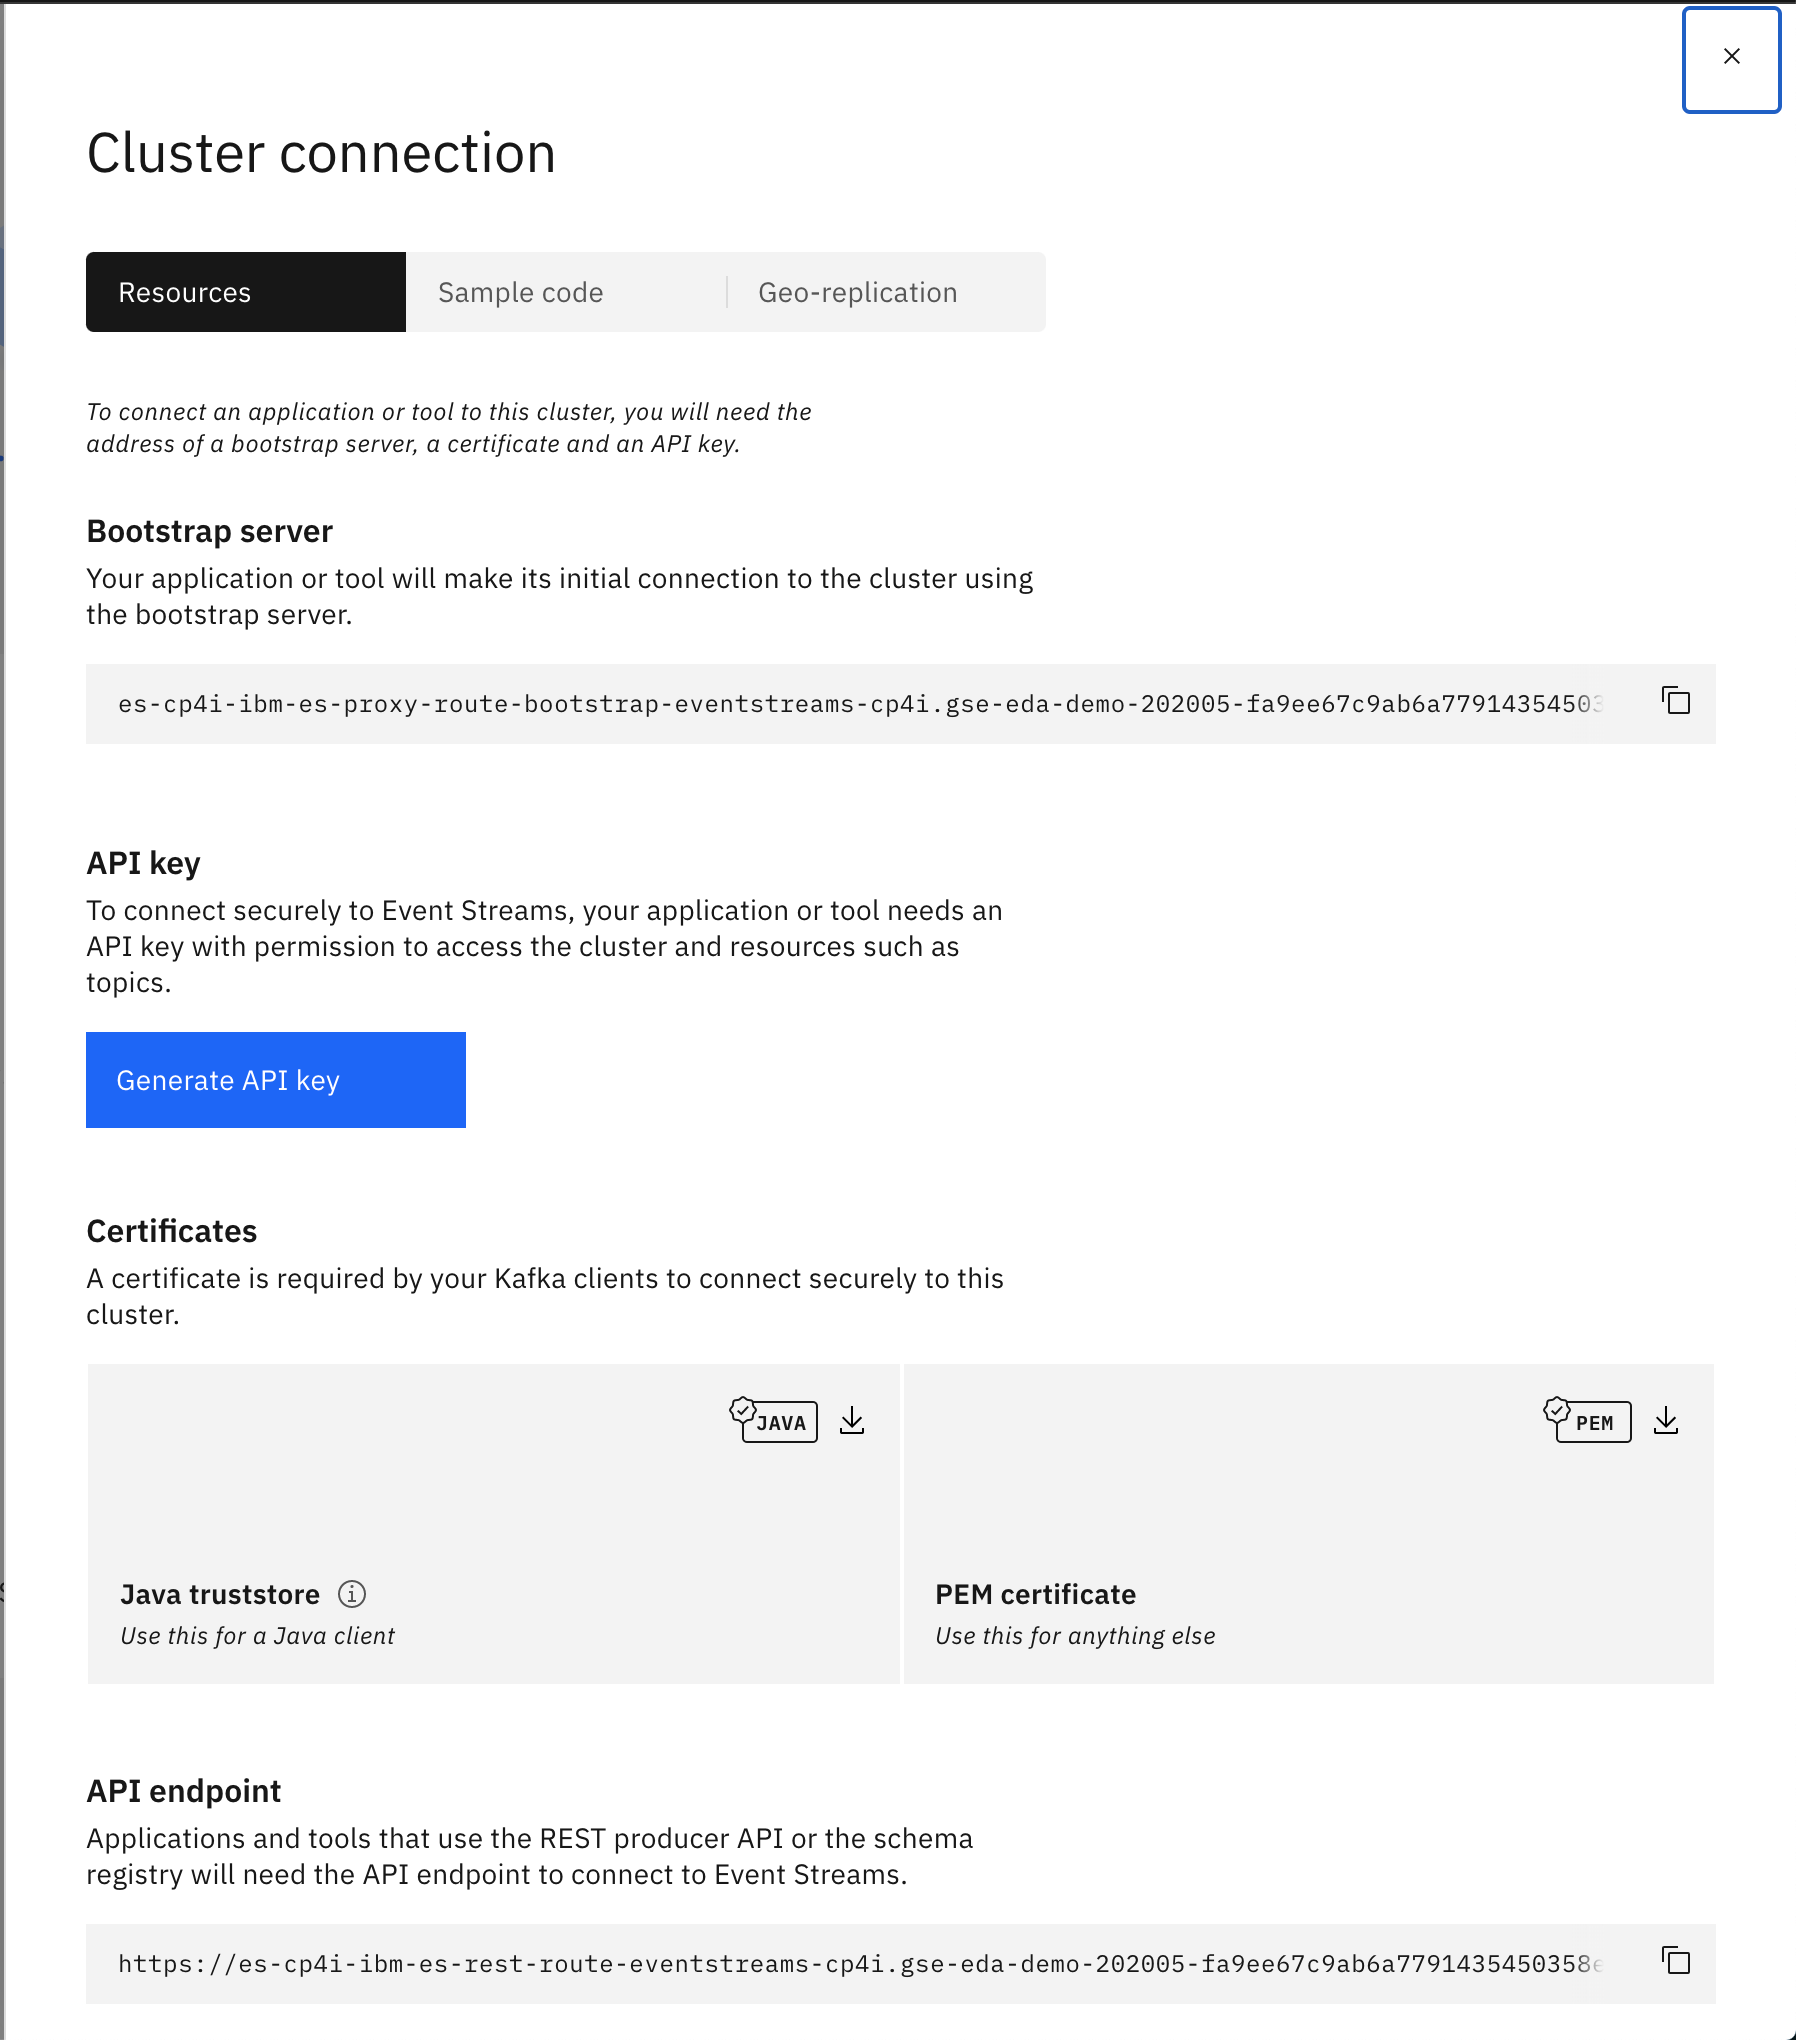 Cluster connection
Resources
Sample code
Geo-replication
To connect an application or tool to this cluster, you will need the
address of a bootstrap server, a certificate and an API key.
Bootstrap server
Your application or tool will make its initial connection to the cluster using
the bootstrap server.
es-cp4i-ibm-es-proxy-route-bootstrap-eventstreams-cp4i.gse-eda-demo-202005-fa9ee67c9ab6a77914354503
API key
To connect securely to Event Streams, your application or tool needs an
API key with permission to access the cluster and resources such as
topics.
Generate API key
Certificates
A certificate is required by your Kafka clients to connect securely to this
cluster.
JAVA
PEM
Java truststore
Use this for a Java client
PEM certificate
Use this for anything else
API endpoint
Applications and tools that use the REST producer API or the schema
registry will need the API endpoint to connect to Event Streams.
https://es-cp4i-ibm-es-rest-route-eventstreams-cp4i.gse-eda-demo-202005-fa9ee67c9ab6a7791435450358e